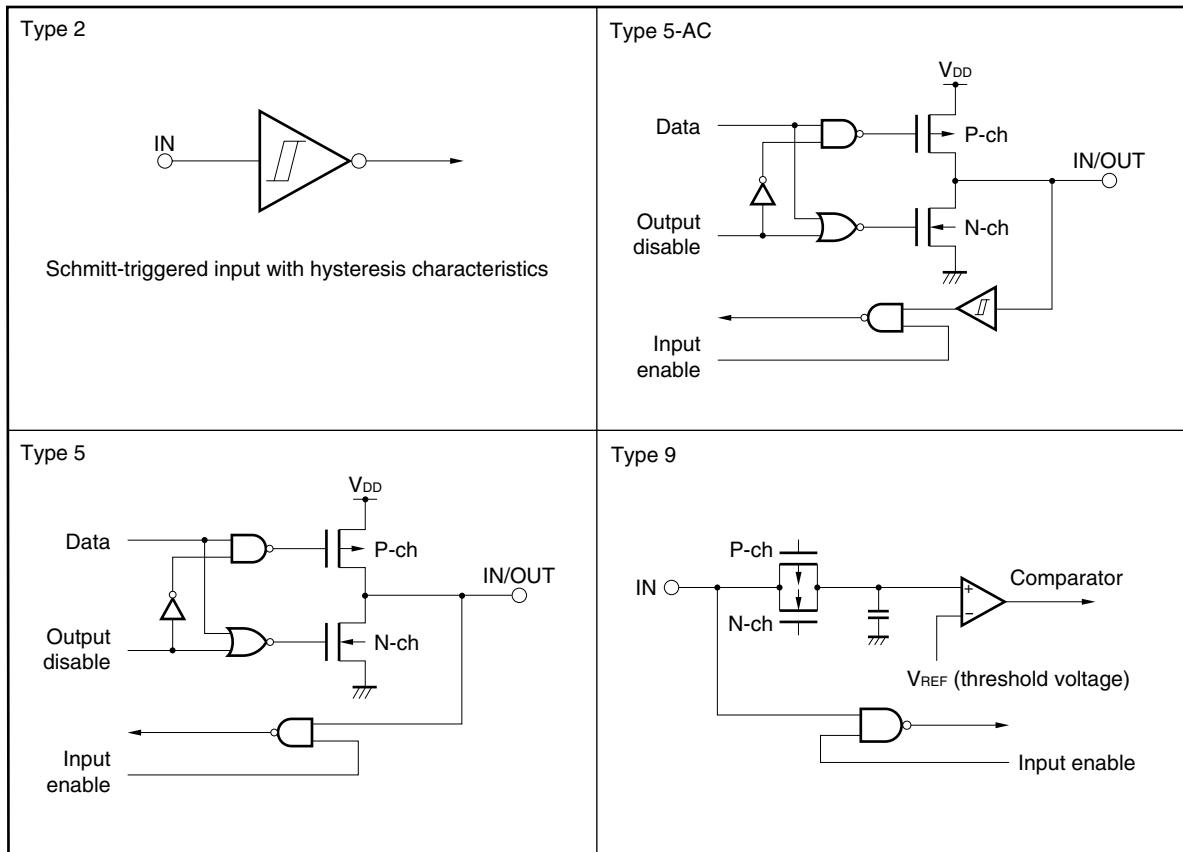 Type 2
IN
Schmitt-triggered input with hysteresis characteristics
Type 5-AC
VDD
Data
P-ch
IN/OUT
Output
disable
N-ch
Input
enable
Type 5
VDD
Data
P-ch
IN/OUT
Output
disable
N-ch
Input
enable
Type 9
P-ch
IN
N-ch
+
−
Comparator
VREF (threshold voltage)
Input enable